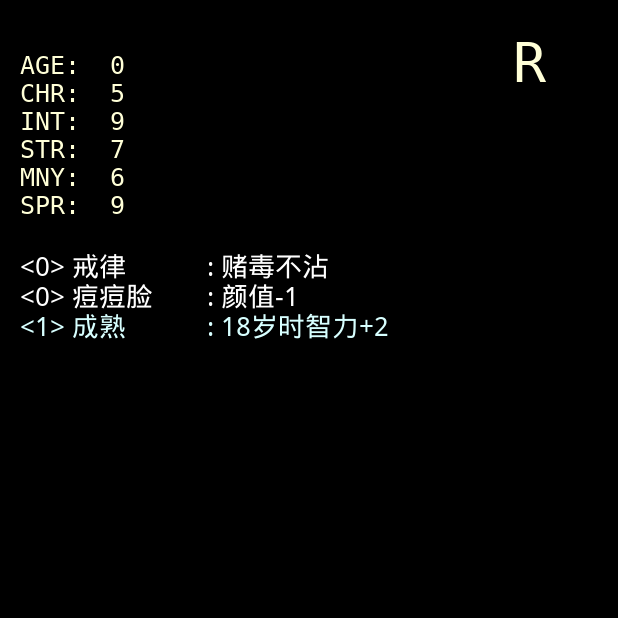 R
AGE: 0
CHR: 5
INT: 9
STR: 7
MNY: 6
SPR: 9
<0> 戒律 : 赌毒不沾
<0> 痘痘脸 : 颜值-1
<1> 成熟 : 18岁时智力+2